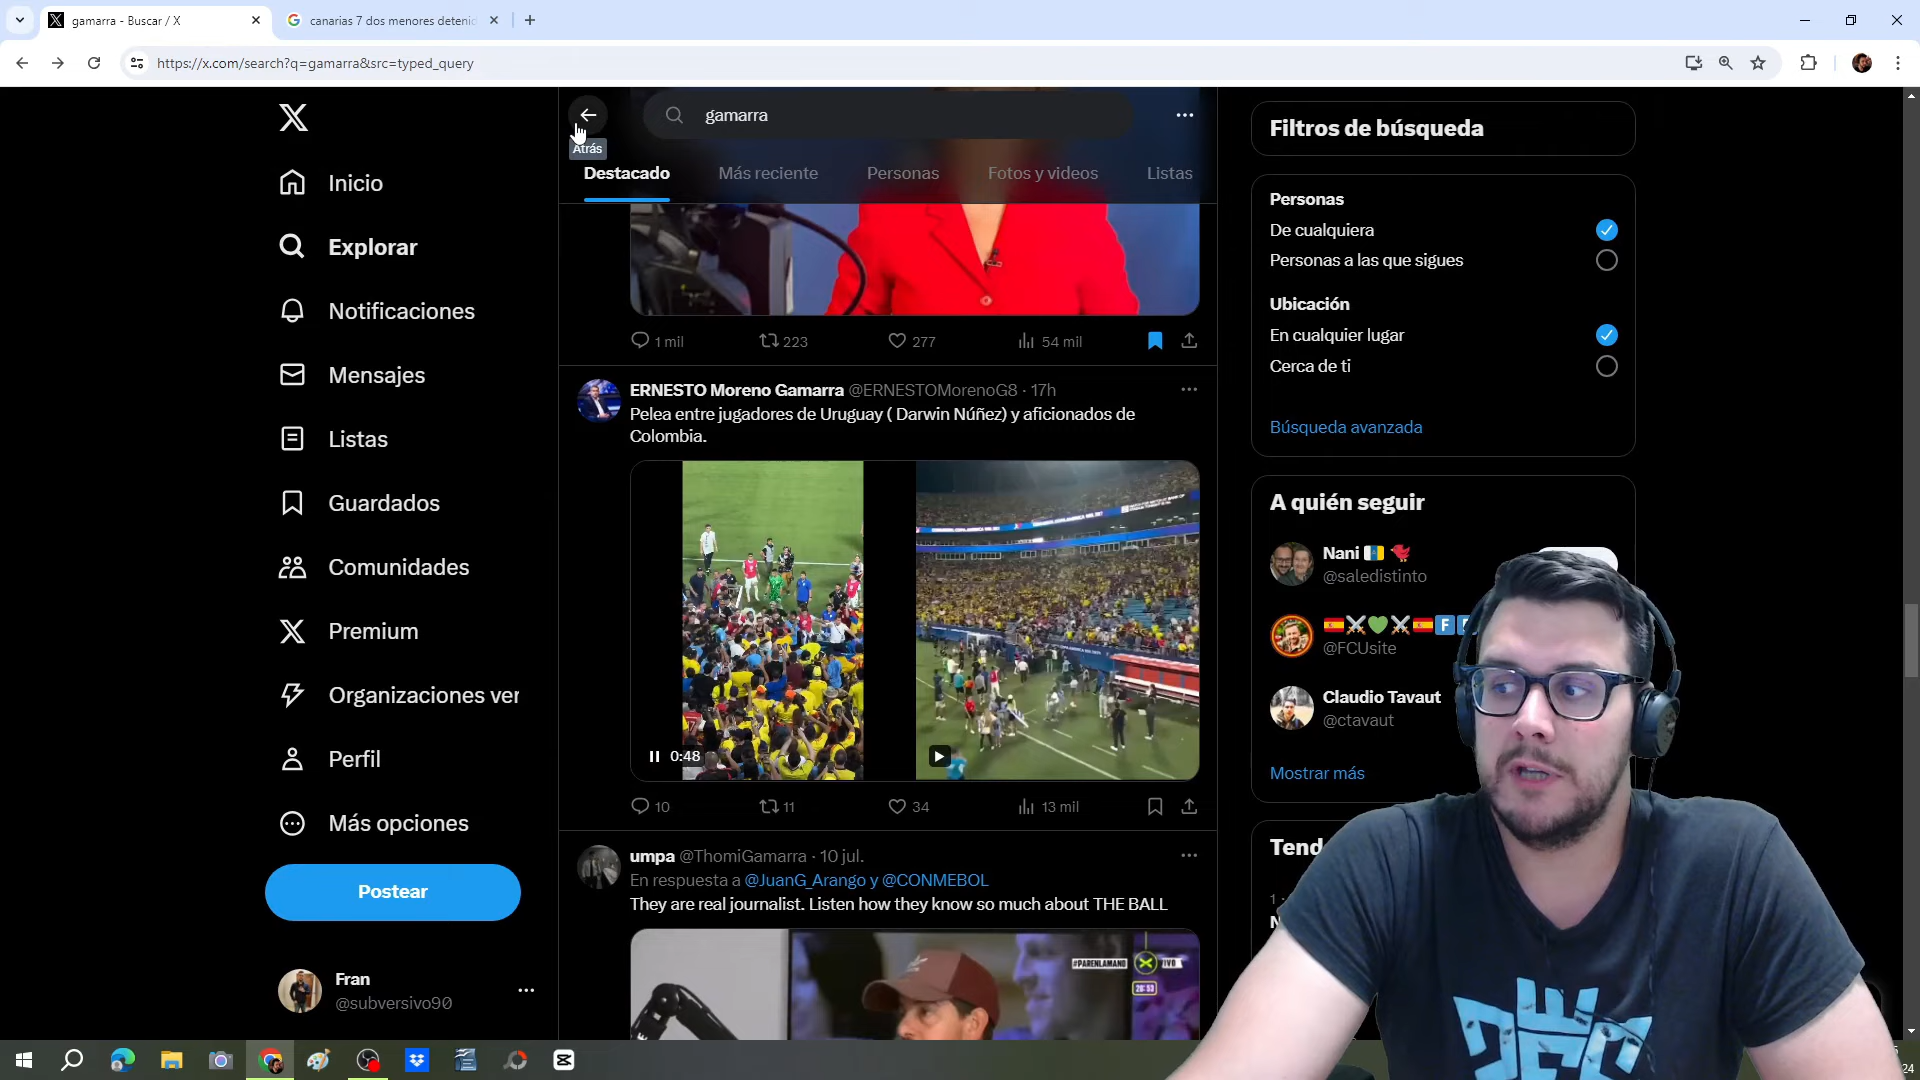 gamarra - Buscar / X
canarias 7 dos menores deteni
https://x.com/search?q=gamarra&src=typed_query
gamarra
Atrás
Destacado
Más reciente
Personas
Fotos y videos
Listas
Inicio
Explorar
Notificaciones
Mensajes
Listas
Guardados
Comunidades
Premium
Organizaciones ver
Perfil
Más opciones
Postear
Fran
@subversivo90
1 mil
223
277
54 mil
ERNESTO Moreno Gamarra @ERNESTOMorenoG8 · 17h
Pelea entre jugadores de Uruguay ( Darwin Núñez) y aficionados de
Colombia.
0:48
10
11
34
13 mil
umpa @ThomiGamarra · 10 jul.
En respuesta a @JuanG_Arango y @CONMEBOL
They are real journalist. Listen how they know so much about THE BALL
#PARENLAMANO
VIVO
Filtros de búsqueda
Personas
De cualquiera
Personas a las que sigues
Ubicación
En cualquier lugar
Cerca de ti
Búsqueda avanzada
A quién seguir
Nani
@saledistinto
@FCUsite
Claudio Tavaut
@ctavaut
Mostrar más
Tend